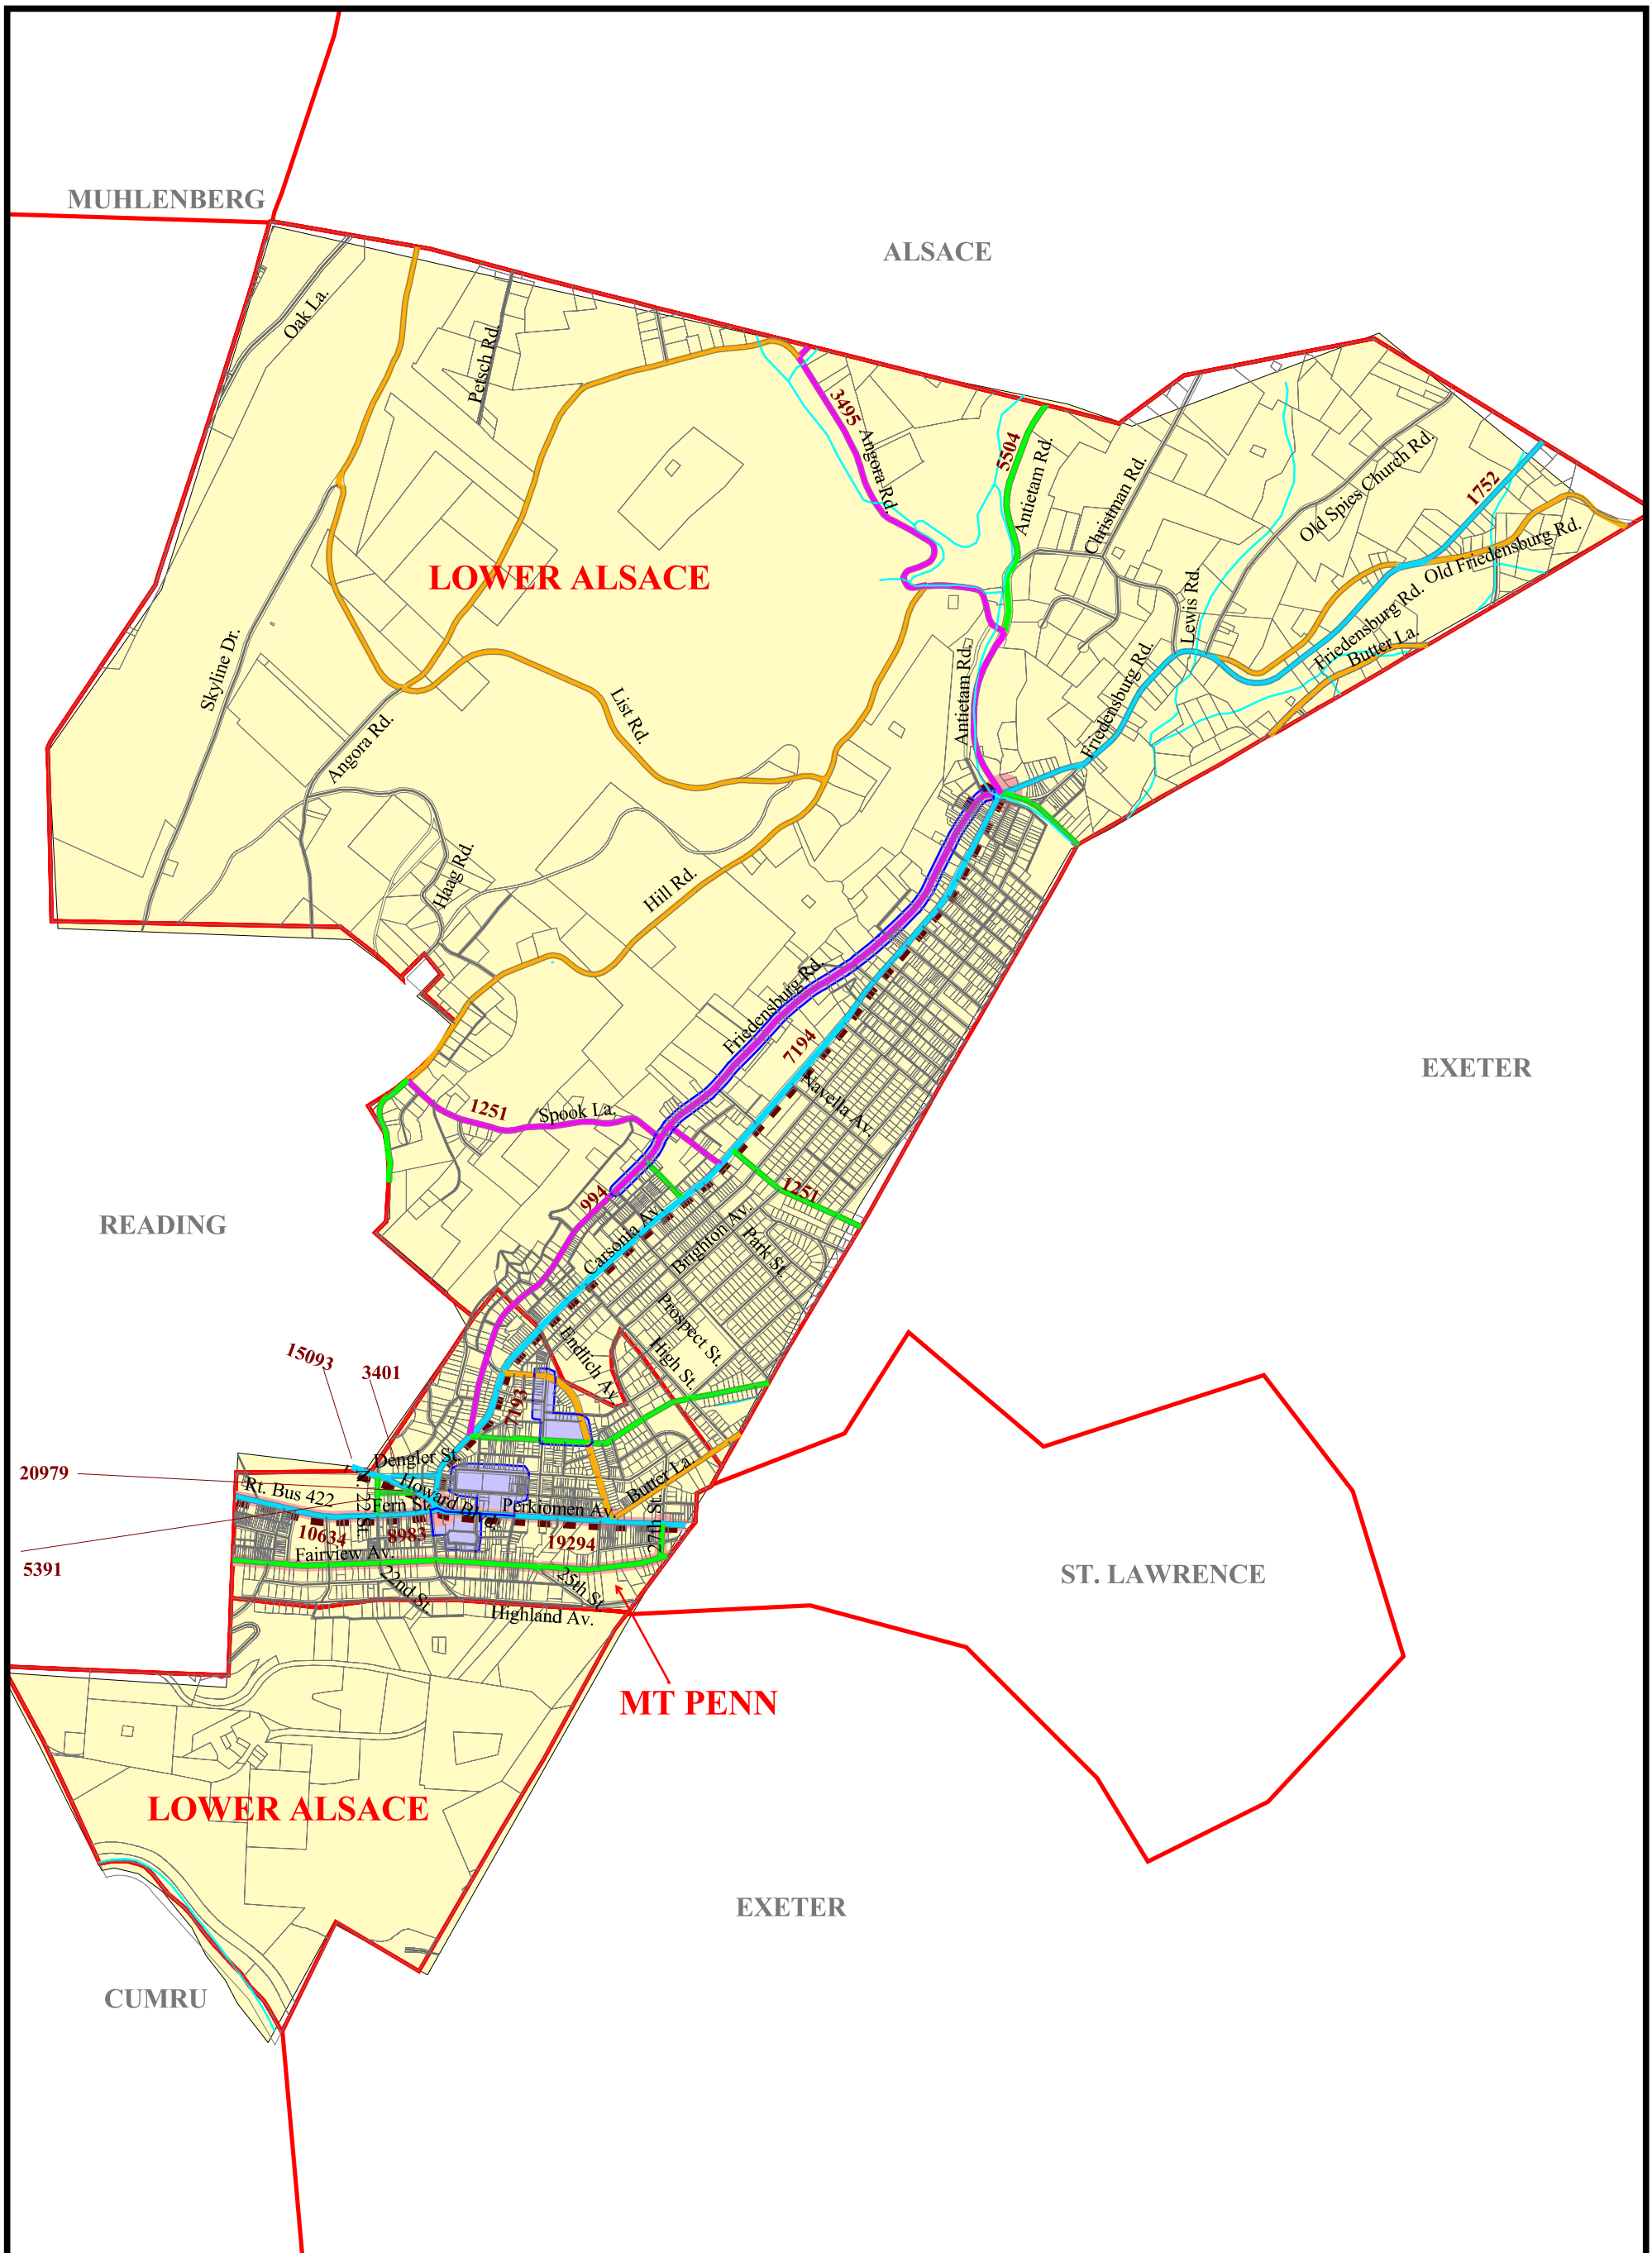 MUHLENBERG
ALSACE
Oak La.
Petsch Rd.
3495
Angora Rd.
5504
Antietam Rd.
Christman Rd.
Old Spies Church Rd.
1752
Old Friedensburg Rd.
LOWER ALSACE
Lewis Rd.
Friedensburg Rd.
Butter La.
Skyline Dr.
Angora Rd.
List Rd.
Antietam Rd.
Friedensburg Rd.
Haag Rd.
Hill Rd.
Friedensburg Rd.
7194
EXETER
Navella Av.
1251
Spook La.
1251
994
READING
Carsonia Av.
Brighton Av.
Park St.
Prospect St.
High St.
Endlich Av.
15093
3401
7193
20979
Dengler St.
Rt. Bus 422
Howard Blvd.
Fern St.
Perkiomen Av.
Butter La.
27th St.
10634
8983
19294
5391
Fairview Av.
22nd St.
25th St.
Highland Av.
ST. LAWRENCE
MT PENN
LOWER ALSACE
EXETER
CUMRU